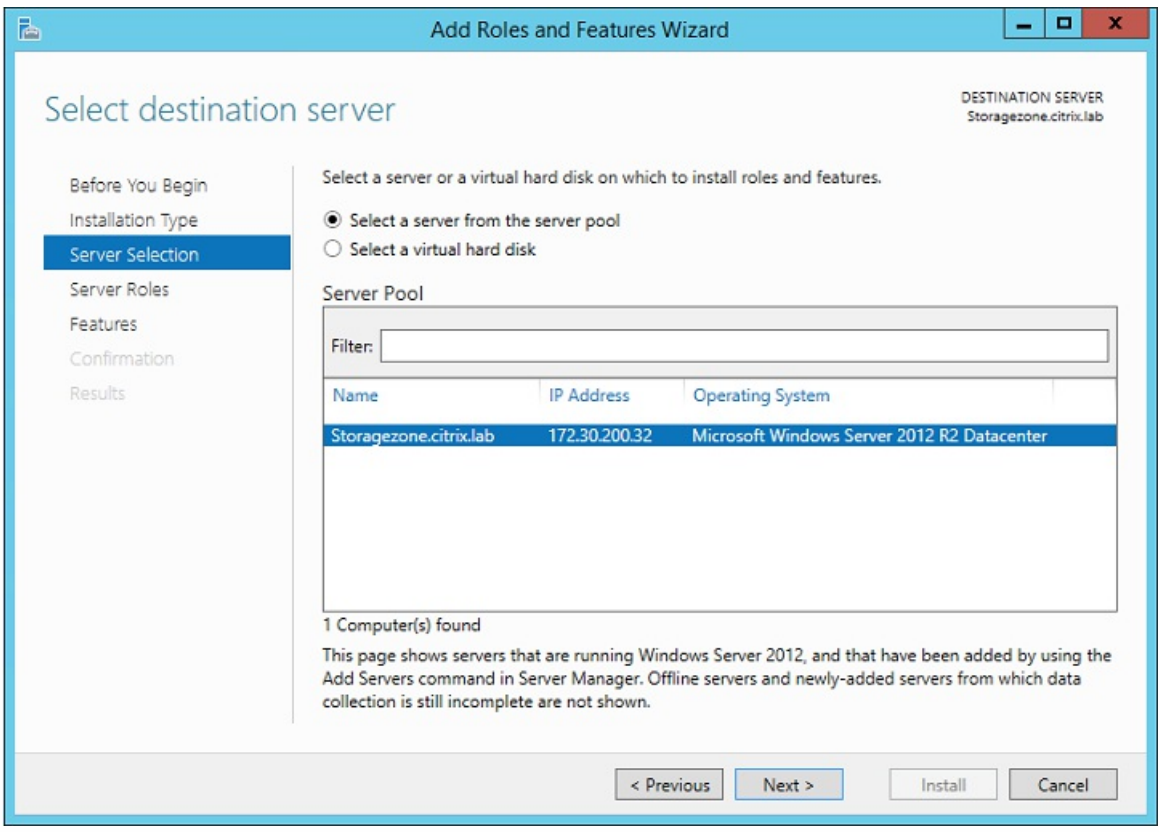 Add Roles and Features Wizard
Select destination server
DESTINATION SERVER
Storagezone.citrix.lab
Before You Begin
Installation Type
Server Selection
Server Roles
Features
Confirmation
Results
Select a server or a virtual hard disk on which to install roles and features.
Select a server from the server pool
Select a virtual hard disk
Server Pool
Filter:
Name IP Address Operating System
Storagezone.citrix.lab 172.30.200.32 Microsoft Windows Server 2012 R2 Datacenter
1 Computer(s) found
This page shows servers that are running Windows Server 2012, and that have been added by using the
Add Servers command in Server Manager. Offline servers and newly-added servers from which data
collection is still incomplete are not shown.
< Previous Next > Install Cancel